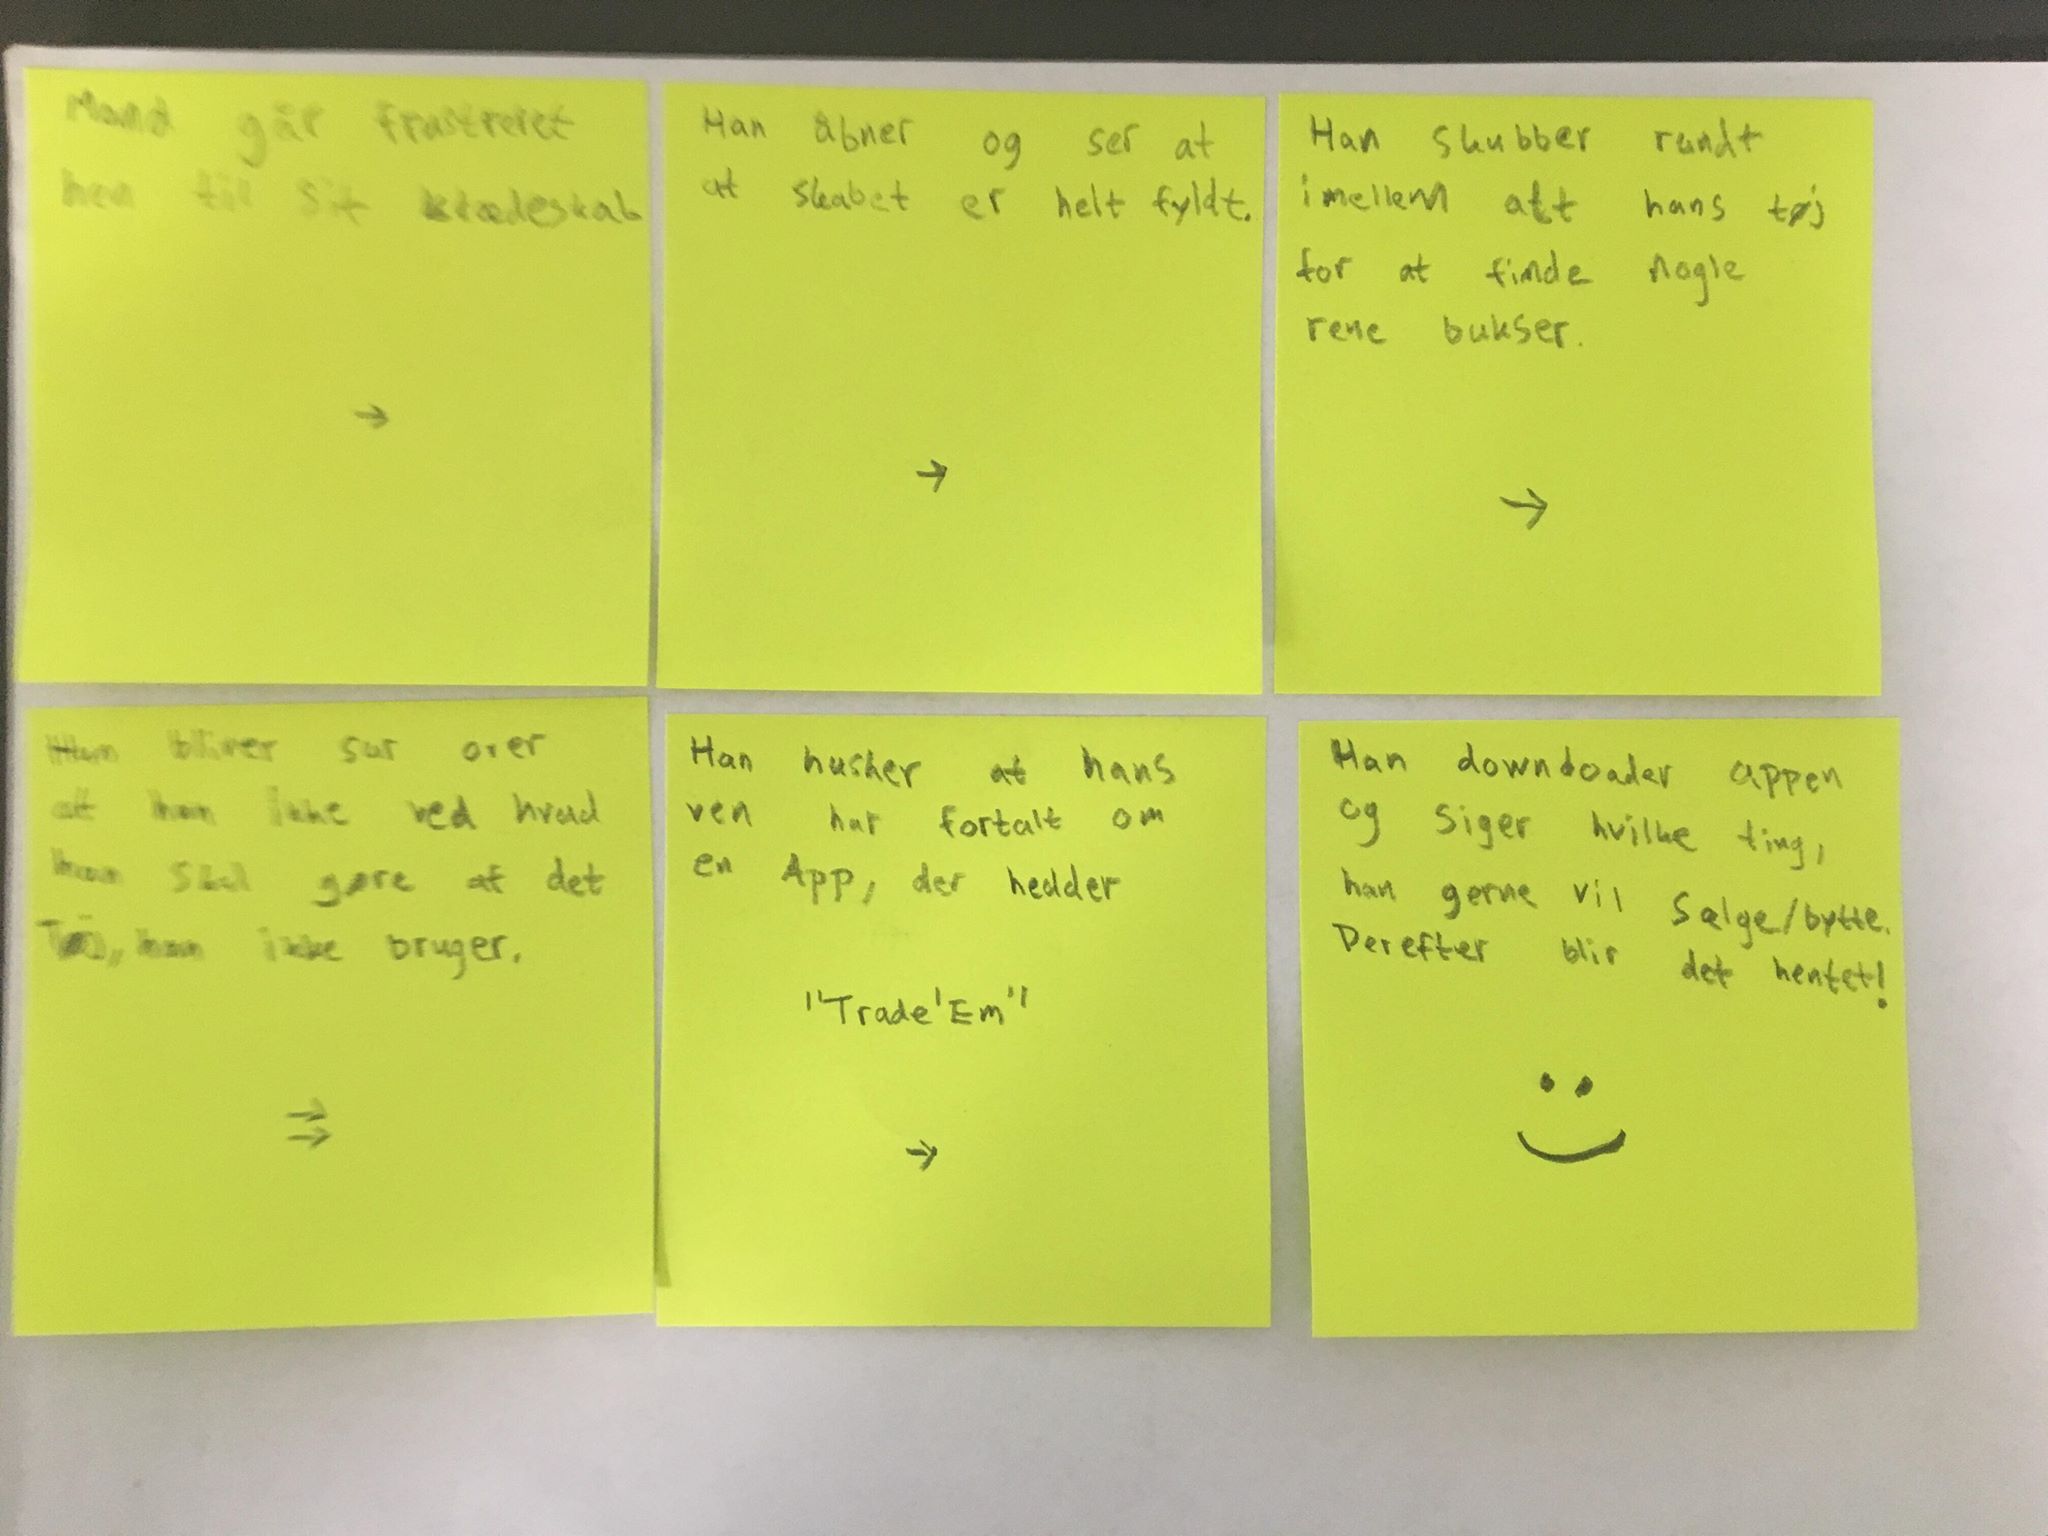 Mand går frustreret
hen til sit klædeskab
→
Han åbner og ser at
at skabet er helt fyldt.
→
Han skubber rundt
imellem alt hans tøj
for at finde nogle
rene bukser.
→
Han bliver sur over
at han ikke ved hvad
han skal gøre af det
Tøj, han ikke bruger.
→
→
Han husker at hans
ven har fortalt om
en App, der hedder
"Trade'Em"
→
Han downloader appen
og siger hvilke ting,
han gerne vil Sælge/bytte.
Derefter blir det hentet!